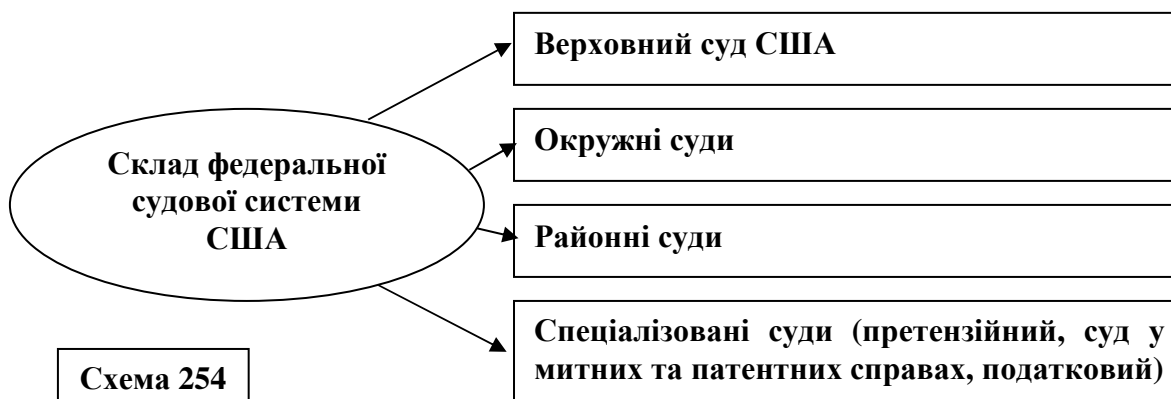 Верховний суд США
Окружні суди
Склад федеральної
судової системи
США
Районні суди
Спеціалізовані суди (претензійний, суд у
митних та патентних справах, податковий)
Схема 254